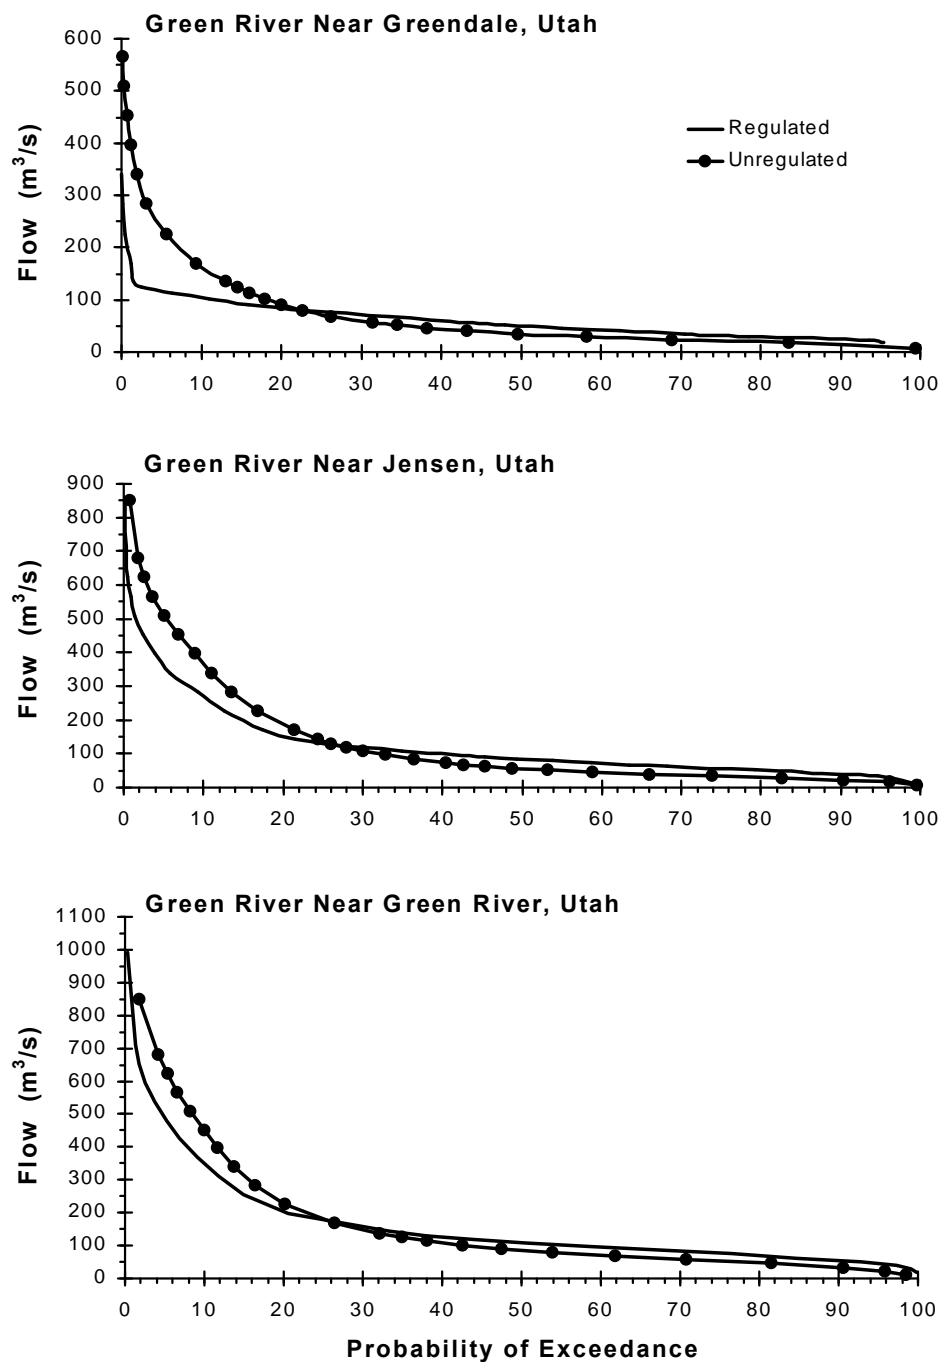 Green River Near Greendale, Utah
600
500
400
300
200
100
0
Flow (m³/s)
Regulated
Unregulated
0 10 20 30 40 50 60 70 80 90 100
Green River Near Jensen, Utah
900
800
700
600
500
400
300
200
100
0
Flow (m³/s)
0 10 20 30 40 50 60 70 80 90 100
Green River Near Green River, Utah
1100
1000
900
800
700
600
500
400
300
200
100
0
Flow (m³/s)
0 10 20 30 40 50 60 70 80 90 100
Probability of Exceedance